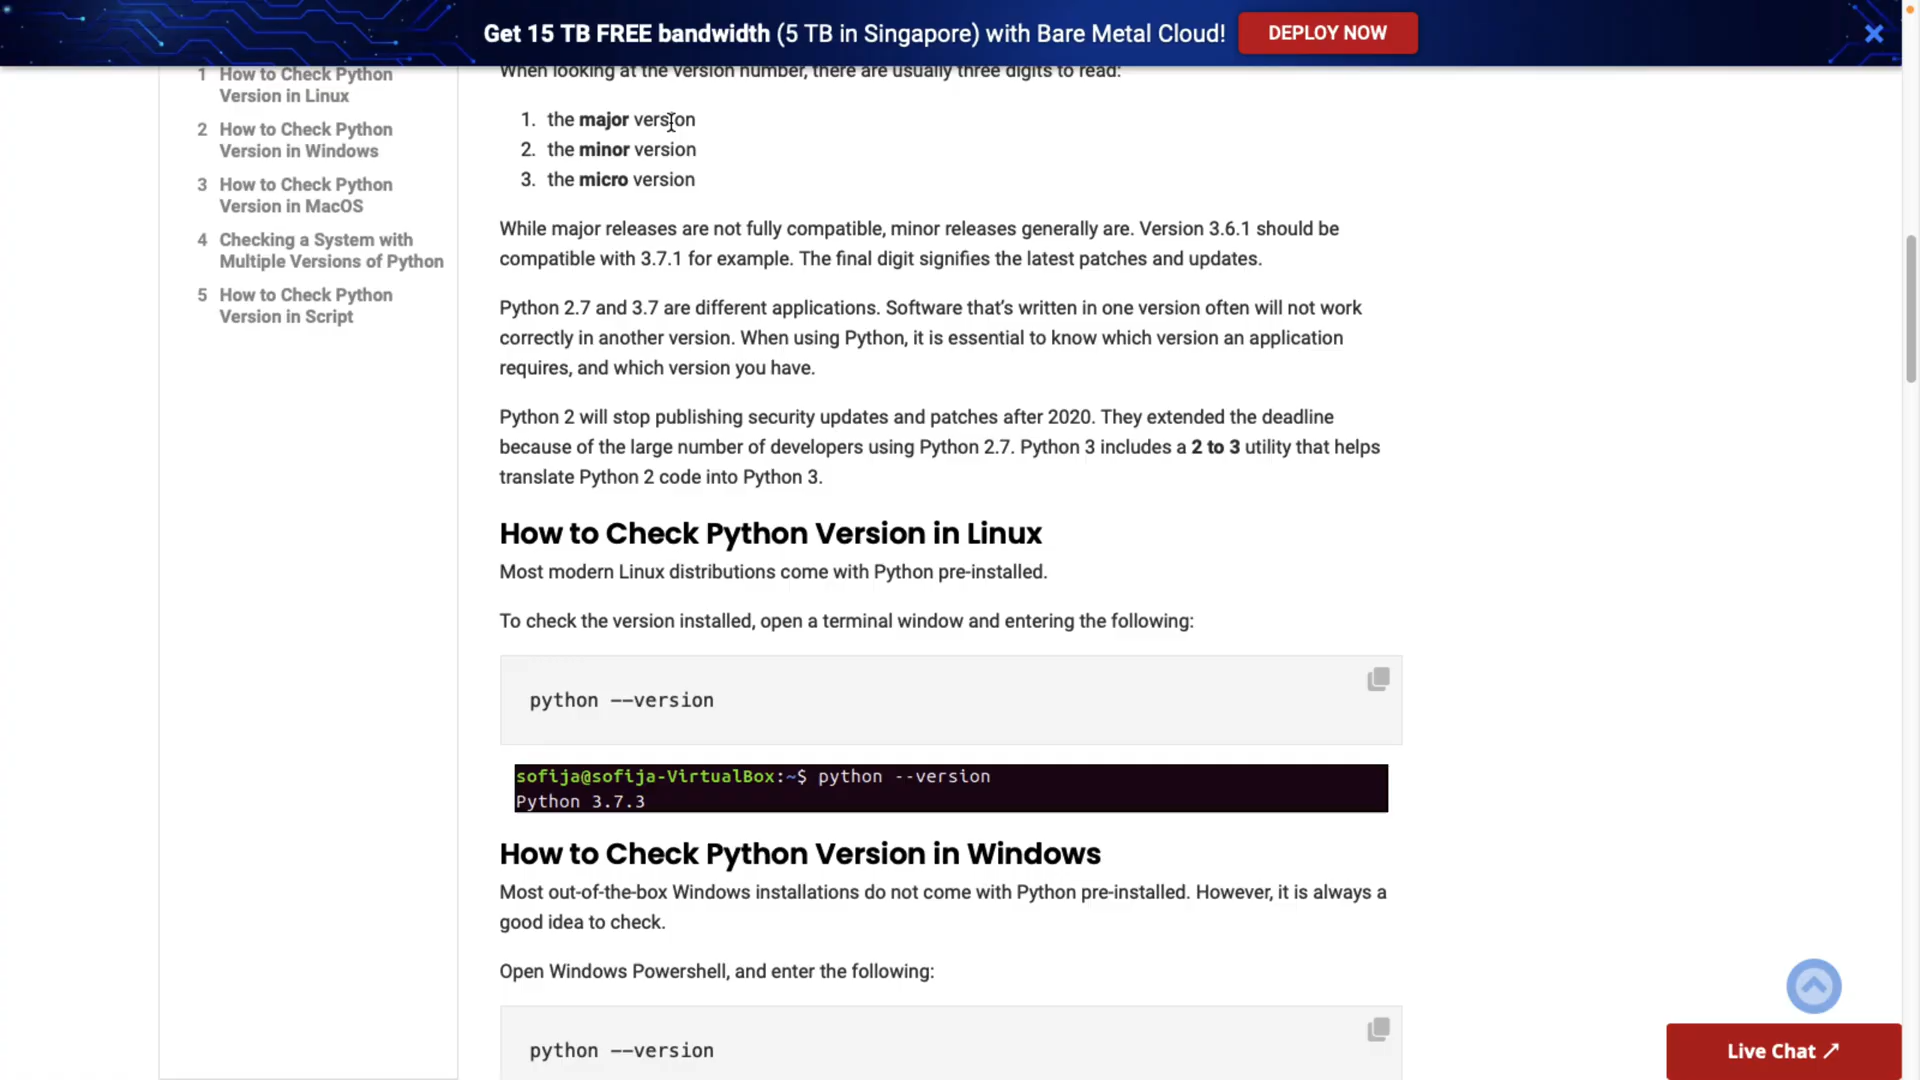 Get 15 TB FREE bandwidth (5 TB in Singapore) with Bare Metal Cloud!
DEPLOY NOW
1 How to Check Python
Version in Linux
2 How to Check Python
Version in Windows
3 How to Check Python
Version in MacOS
4 Checking a System with
Multiple Versions of Python
5 How to Check Python
Version in Script
When looking at the version number, there are usually three digits to read:
1. the major version
2. the minor version
3. the micro version
While major releases are not fully compatible, minor releases generally are. Version 3.6.1 should be
compatible with 3.7.1 for example. The final digit signifies the latest patches and updates.
Python 2.7 and 3.7 are different applications. Software that's written in one version often will not work
correctly in another version. When using Python, it is essential to know which version an application
requires, and which version you have.
Python 2 will stop publishing security updates and patches after 2020. They extended the deadline
because of the large number of developers using Python 2.7. Python 3 includes a 2 to 3 utility that helps
translate Python 2 code into Python 3.
How to Check Python Version in Linux
Most modern Linux distributions come with Python pre-installed.
To check the version installed, open a terminal window and entering the following:
python --version
sofija@sofija-VirtualBox:~$ python --version
Python 3.7.3
How to Check Python Version in Windows
Most out-of-the-box Windows installations do not come with Python pre-installed. However, it is always a
good idea to check.
Open Windows Powershell, and enter the following:
python --version
Live Chat ↗